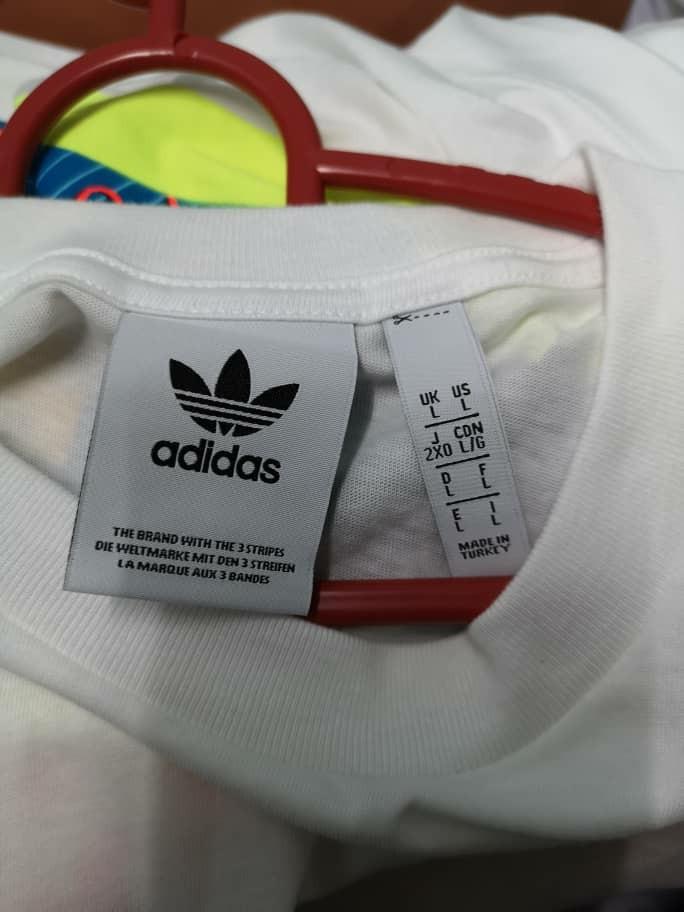 adidas
THE BRAND WITH THE 3 STRIPES
DIE WELTMARKE MIT DEN 3 STREIFEN
LA MARQUE AUX 3 BANDES
UK US
L L
J CDN
2XO L/G
D F
L L
E I
L L
MADE IN
TURKEY